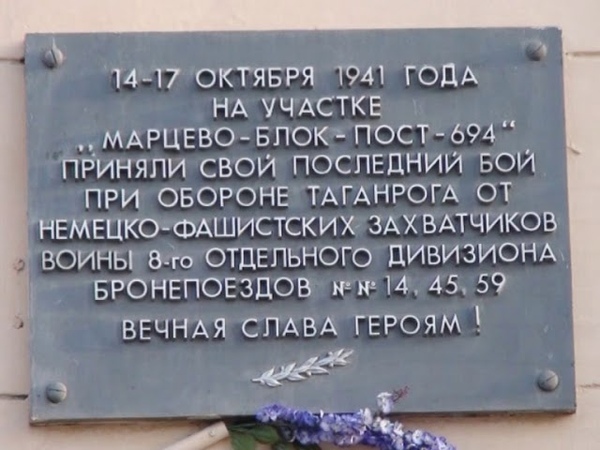 14-17 ОКТЯБРЯ 1941 ГОДА
НА УЧАСТКЕ
„МАРЦЕВО-БЛОК-ПОСТ-694“
ПРИНЯЛИ СВОЙ ПОСЛЕДНИЙ БОЙ
ПРИ ОБОРОНЕ ТАГАНРОГА ОТ
НЕМЕЦКО-ФАШИСТСКИХ ЗАХВАТЧИКОВ
ВОИНЫ 8-го ОТДЕЛЬНОГО ДИВИЗИОНА
БРОНЕПОЕЗДОВ №№ 14, 45, 59
ВЕЧНАЯ СЛАВА ГЕРОЯМ!